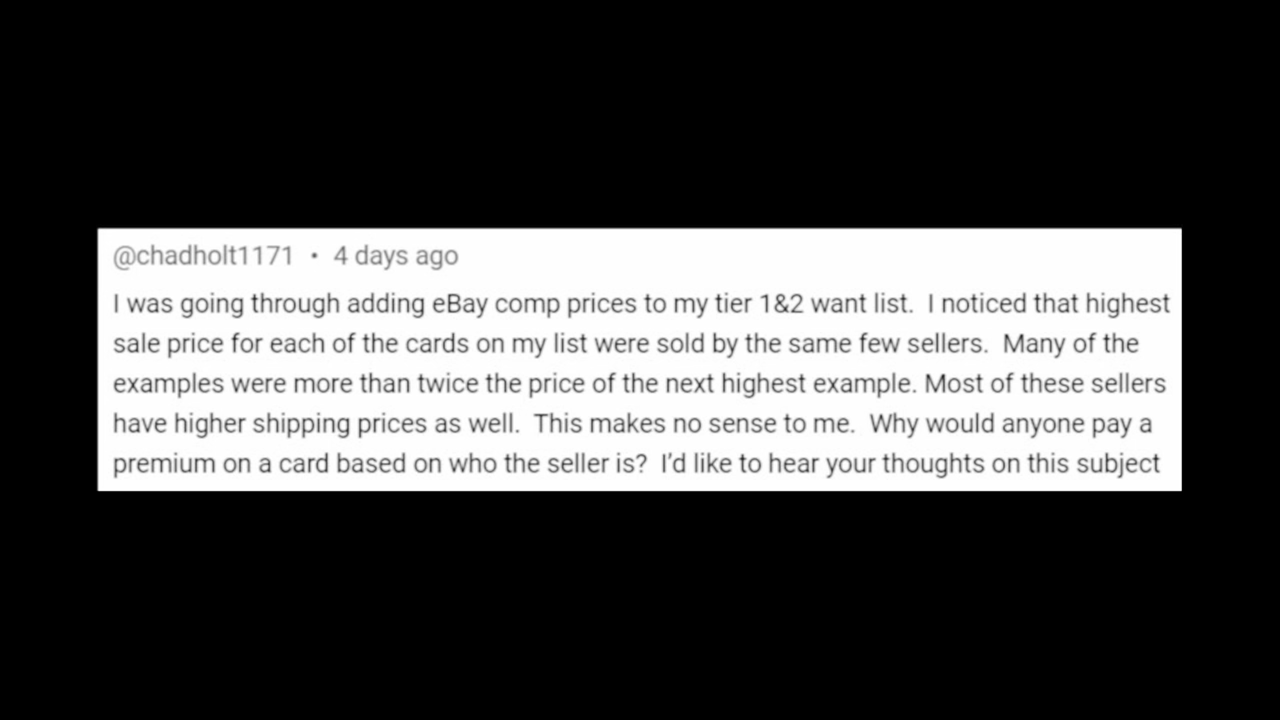 @chadholt1171 • 4 days ago
I was going through adding eBay comp prices to my tier 1&2 want list.  I noticed that highest
sale price for each of the cards on my list were sold by the same few sellers.  Many of the
examples were more than twice the price of the next highest example. Most of these sellers
have higher shipping prices as well.  This makes no sense to me.  Why would anyone pay a
premium on a card based on who the seller is?  I’d like to hear your thoughts on this subject